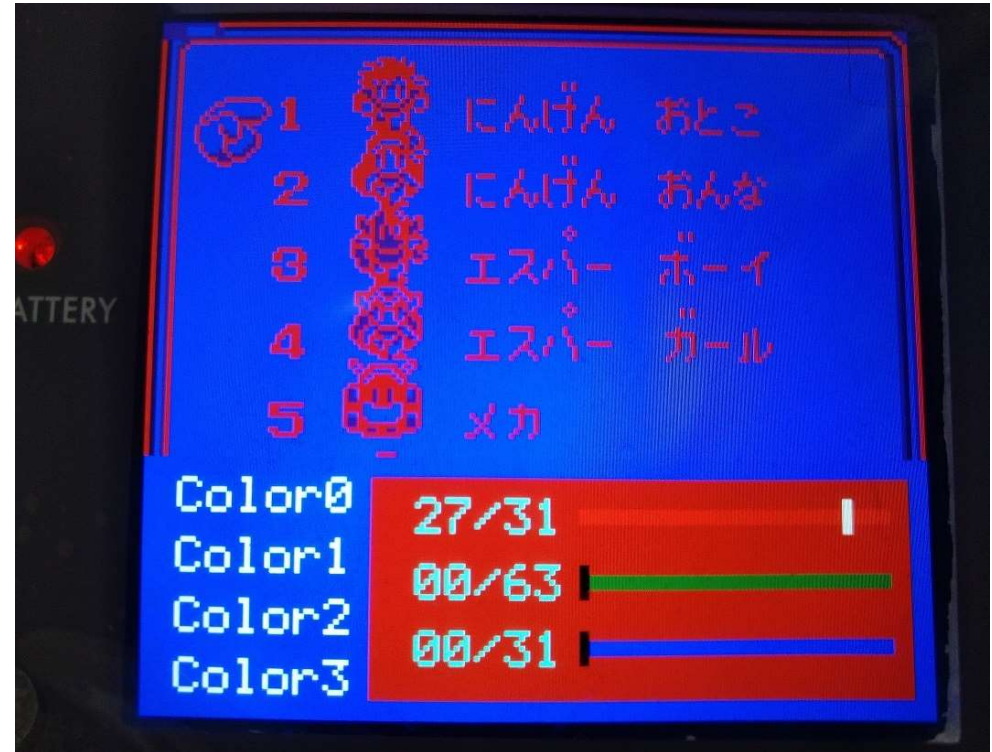 1 にんげん おとこ
2 にんげん おんな
3 エスパー ボーイ
4 エスパー ガール
5 メカ
ATTERY
Color0 27/31
Color1 00/63
Color2 00/31
Color3